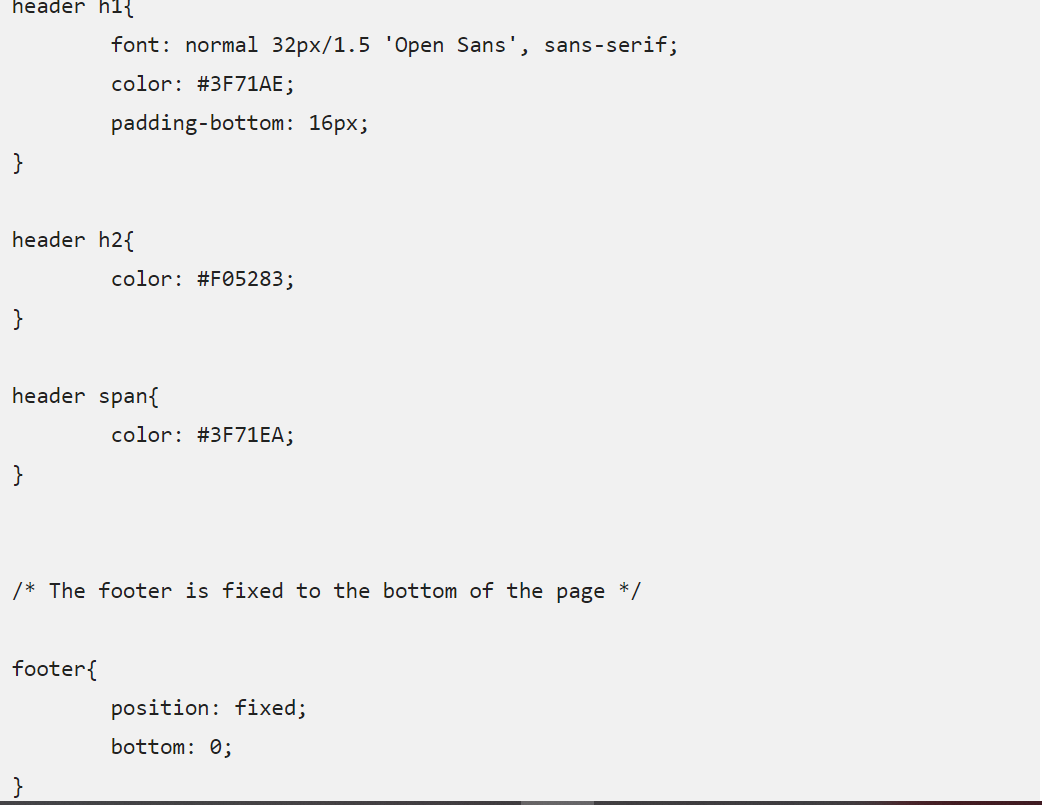 header h1{
font: normal 32px/1.5 'Open Sans', sans-serif;
color: #3F71AE;
padding-bottom: 16px;
}
header h2{
color: #F05283;
}
header span{
color: #3F71EA;
}
/* The footer is fixed to the bottom of the page */
footer{
position: fixed;
bottom: 0;
}